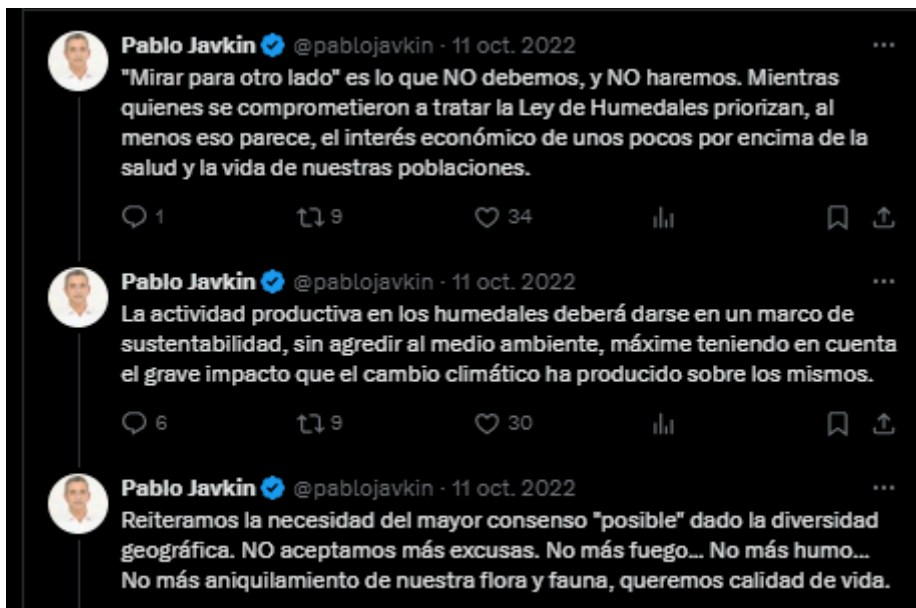 Pablo Javkin @pablojavkin · 11 oct. 2022
"Mirar para otro lado" es lo que NO debemos, y NO haremos. Mientras
quienes se comprometieron a tratar la Ley de Humedales priorizan, al
menos eso parece, el interés económico de unos pocos por encima de la
salud y la vida de nuestras poblaciones.
1 9 34
Pablo Javkin @pablojavkin · 11 oct. 2022
La actividad productiva en los humedales deberá darse en un marco de
sustentabilidad, sin agredir al medio ambiente, máxime teniendo en cuenta
el grave impacto que el cambio climático ha producido sobre los mismos.
6 9 30
Pablo Javkin @pablojavkin · 11 oct. 2022
Reiteramos la necesidad del mayor consenso "posible" dado la diversidad
geográfica. NO aceptamos más excusas. No más fuego... No más humo...
No más aniquilamiento de nuestra flora y fauna, queremos calidad de vida.